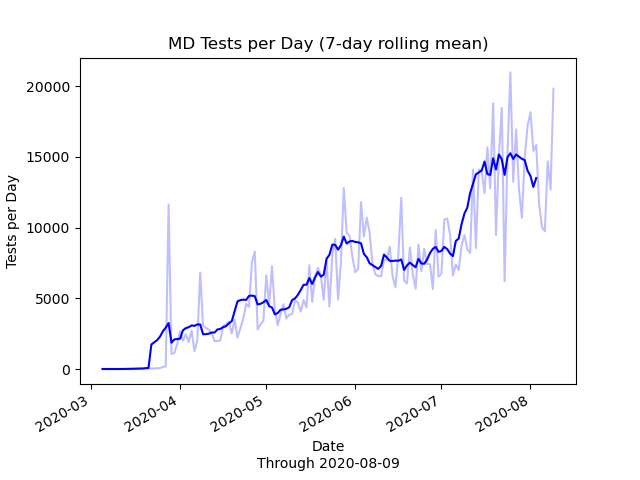 MD Tests per Day (7-day rolling mean)
Tests per Day
20000
15000
10000
5000
0
2020-03
2020-04
2020-05
2020-06
2020-07
2020-08
Date
Through 2020-08-09